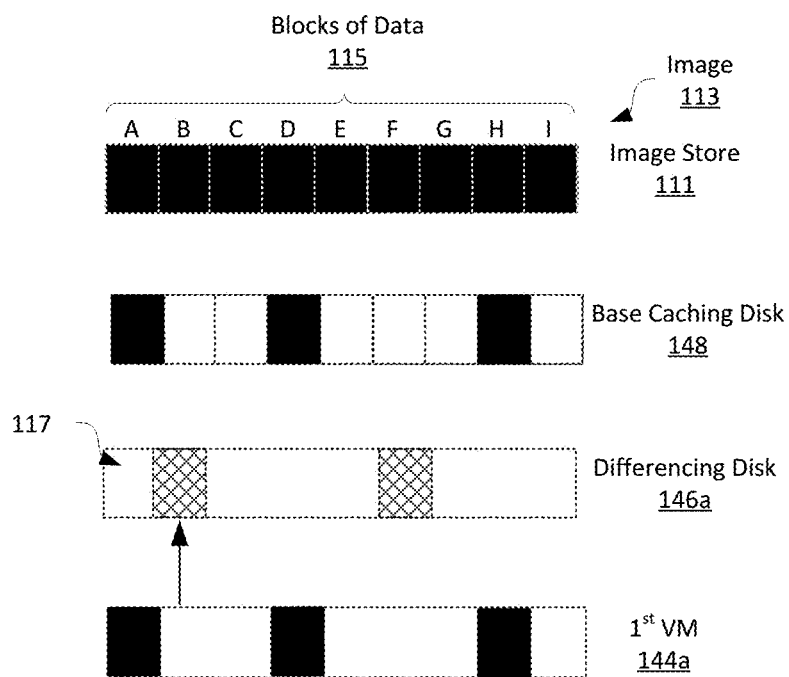 Blocks of Data
115
Image
113
A B C D E F G H I
Image Store
111
Base Caching Disk
148
117
Differencing Disk
146a
1st VM
144a